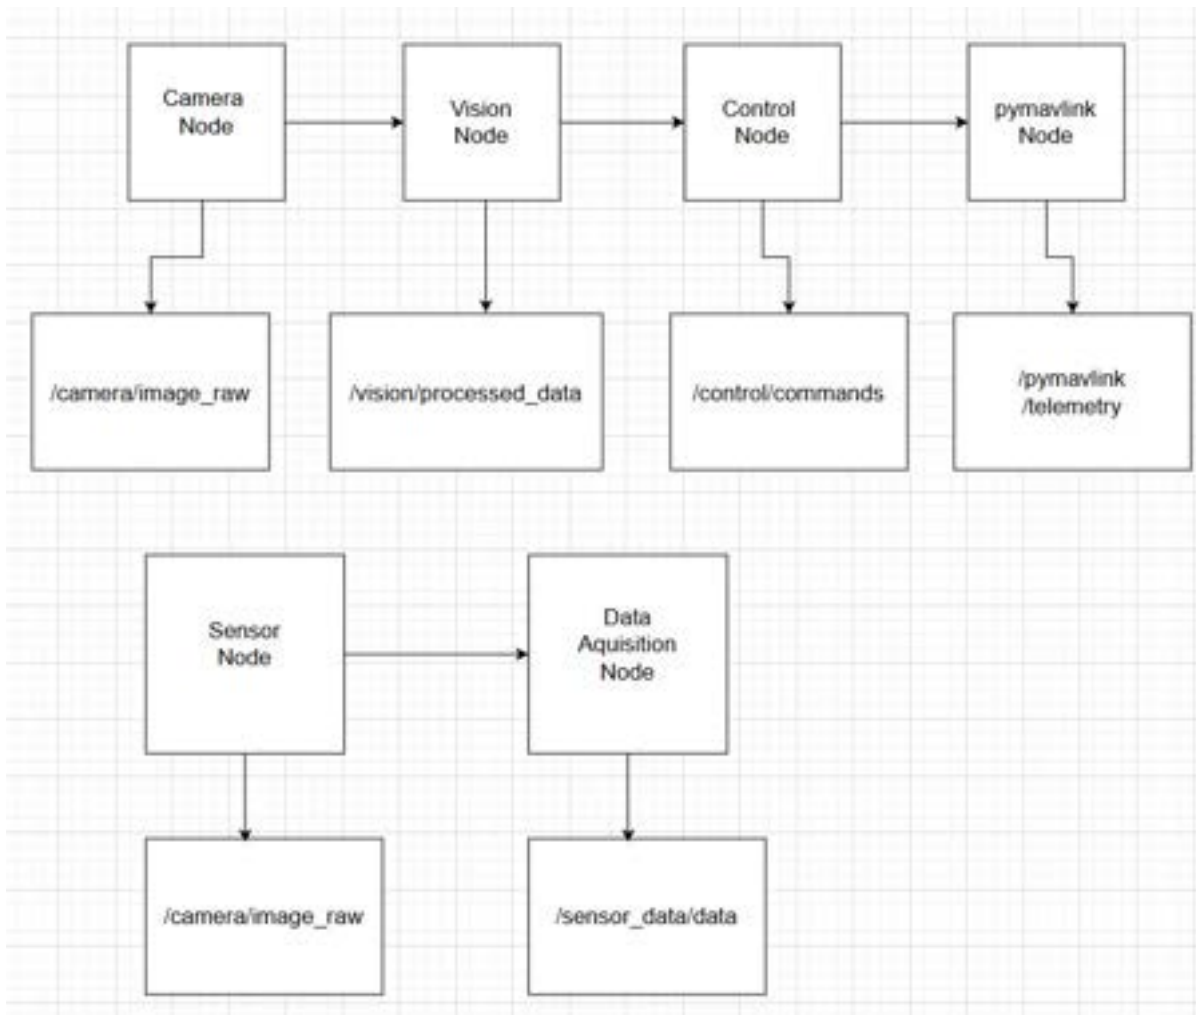 Camera
Node
Vision
Node
Control
Node
pymavlink
Node
/camera/image_raw
/vision/processed_data
/control/commands
/pymavlink
/telemetry
Sensor
Node
Data
Aquisition
Node
/camera/image_raw
/sensor_data/data